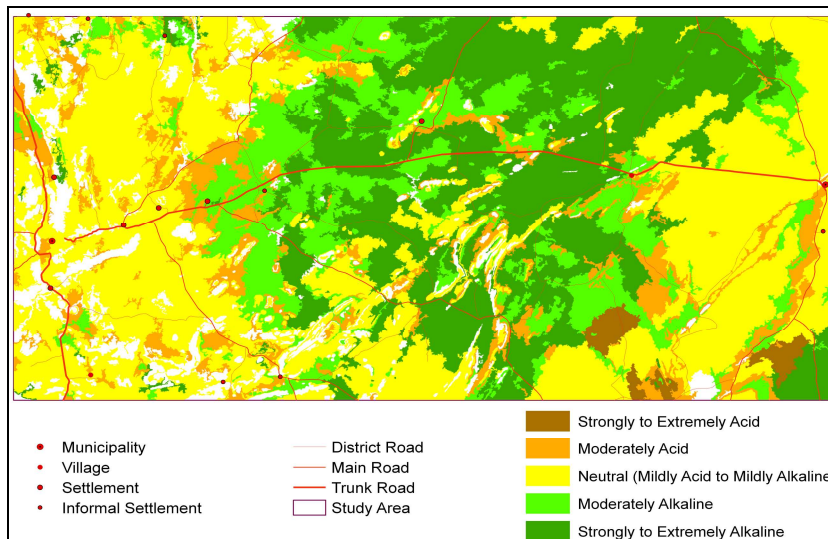 Municipality
Village
Settlement
Informal Settlement
District Road
Main Road
Trunk Road
Study Area
Strongly to Extremely Acid
Moderately Acid
Neutral (Mildly Acid to Mildly Alkaline
Moderately Alkaline
Strongly to Extremely Alkaline